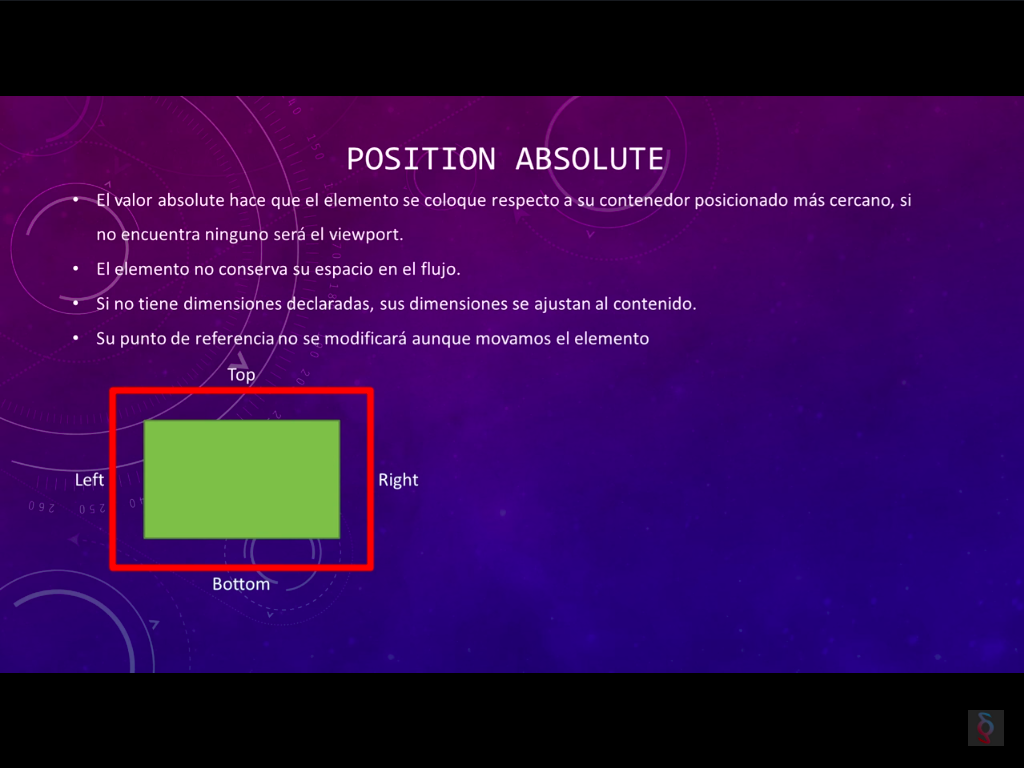 POSITION ABSOLUTE
• El valor absolute hace que el elemento se coloque respecto a su contenedor posicionado más cercano, si
no encuentra ninguno será el viewport.
• El elemento no conserva su espacio en el flujo.
• Si no tiene dimensiones declaradas, sus dimensiones se ajustan al contenido.
• Su punto de referencia no se modificará aunque movamos el elemento
Top
Left
Right
Bottom
260
250